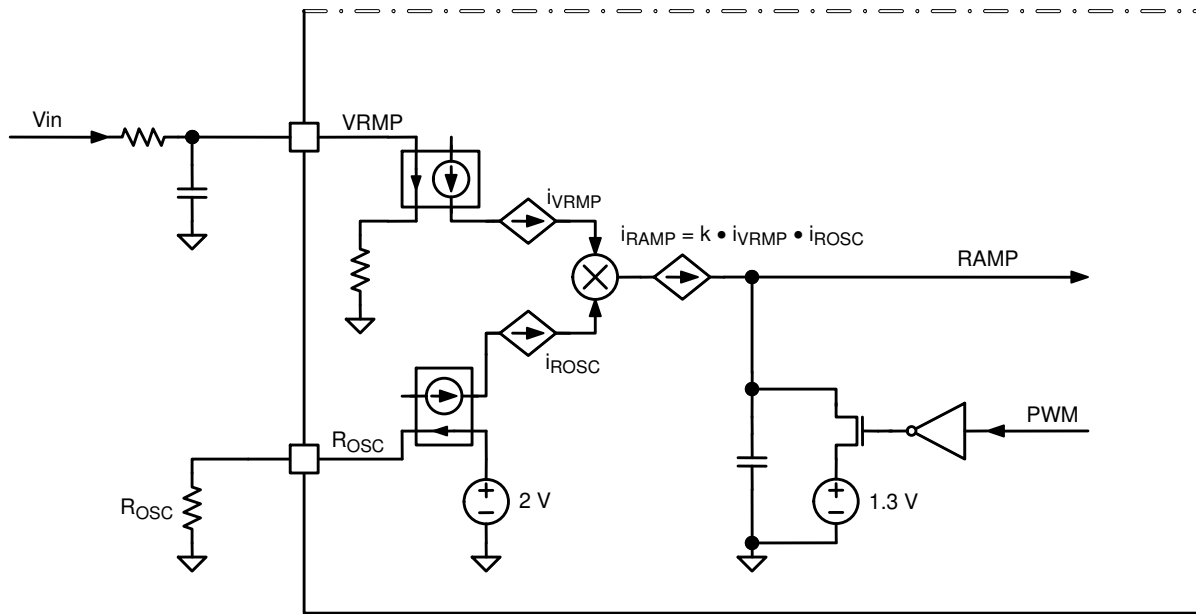 Vin
VRMP
iVRMP
iRAMP = k • iVRMP • iROSC
RAMP
iROSC
PWM
ROSC
ROSC
2 V
1.3 V